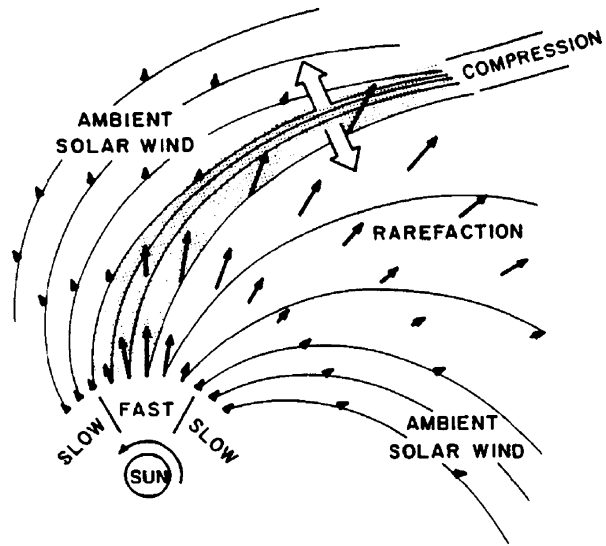 COMPRESSION
AMBIENT
SOLAR WIND
RAREFACTION
SLOW
FAST
SLOW
SUN
AMBIENT
SOLAR WIND